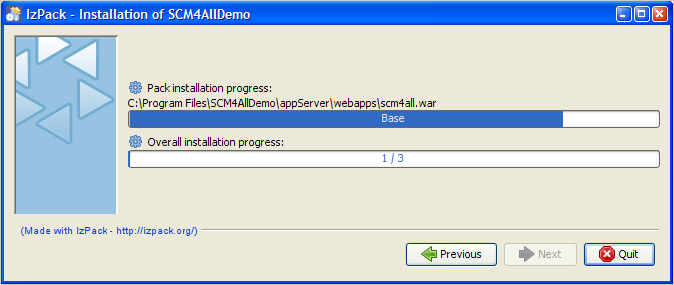 IzPack - Installation of SCM4AllDemo
Pack installation progress:
C:\Program Files\SCM4AllDemo\appServer\webapps\scm4all.war
Base
Overall installation progress:
1 / 3
(Made with IzPack - http://izpack.org/)
Previous
Next
Quit